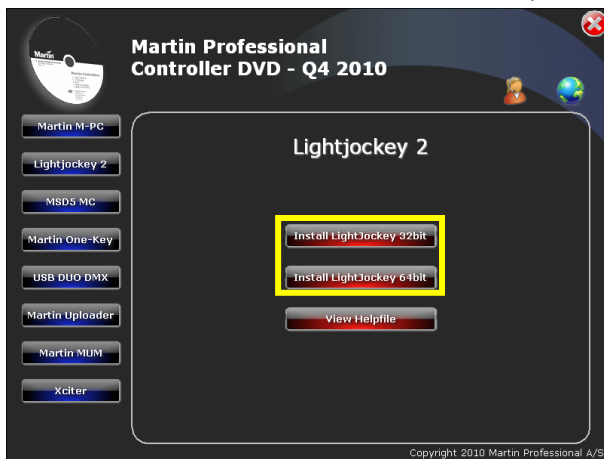 Martin Professional
Controller DVD - Q4 2010
Martin
Martin M-PC
Lightjockey 2
MSD5 MC
Martin One-Key
USB DUO DMX
Martin Uploader
Martin MUM
Xciter
Lightjockey 2
Install LightJockey 32bit
Install LightJockey 64bit
View Helpfile
Copyright 2010 Martin Professional A/S